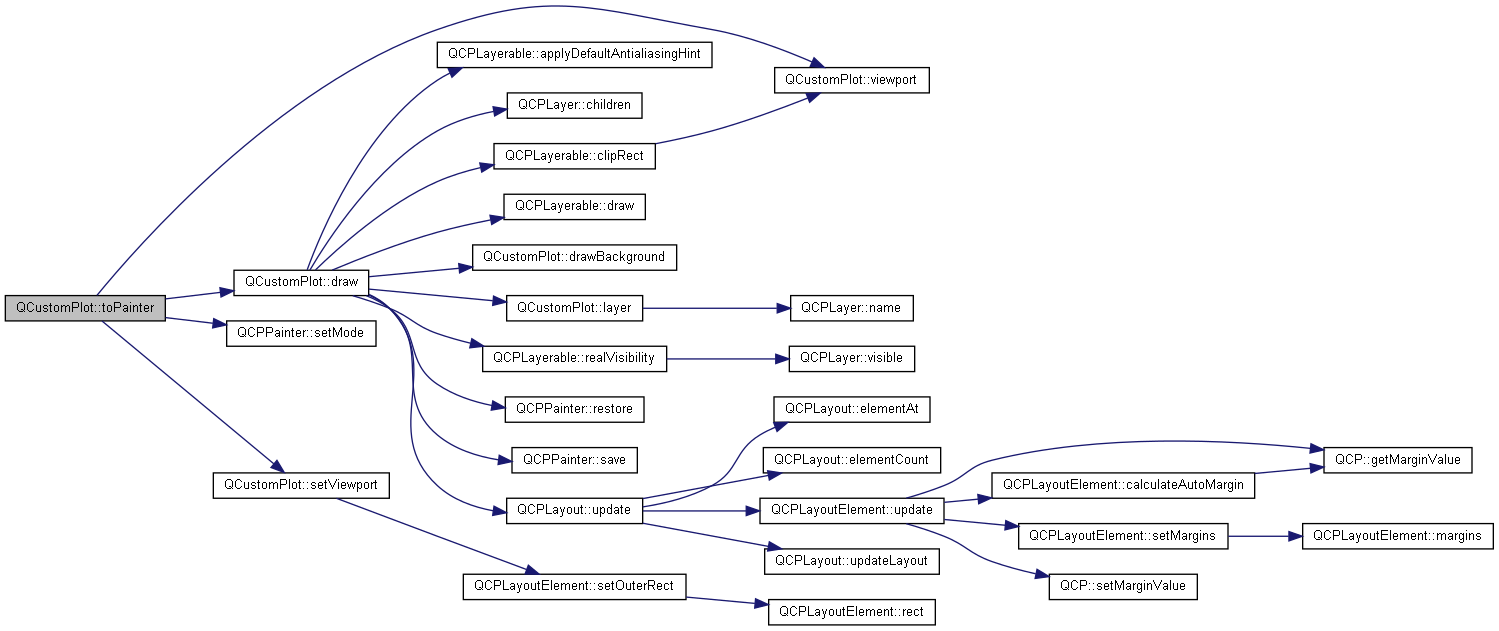 QCustomPlot::toPainter
QCustomPlot::draw
QCPPainter::setMode
QCustomPlot::setViewport
QCPLayerable::applyDefaultAntialiasingHint
QCPLayer::children
QCPLayerable::clipRect
QCPLayerable::draw
QCustomPlot::drawBackground
QCustomPlot::layer
QCPLayerable::realVisibility
QCPPainter::restore
QCPPainter::save
QCPLayout::update
QCPLayoutElement::setOuterRect
QCustomPlot::viewport
QCPLayer::name
QCPLayer::visible
QCPLayout::elementAt
QCPLayout::elementCount
QCPLayoutElement::update
QCPLayout::updateLayout
QCPLayoutElement::rect
QCPLayoutElement::calculateAutoMargin
QCPLayoutElement::setMargins
QCP::setMarginValue
QCP::getMarginValue
QCPLayoutElement::margins